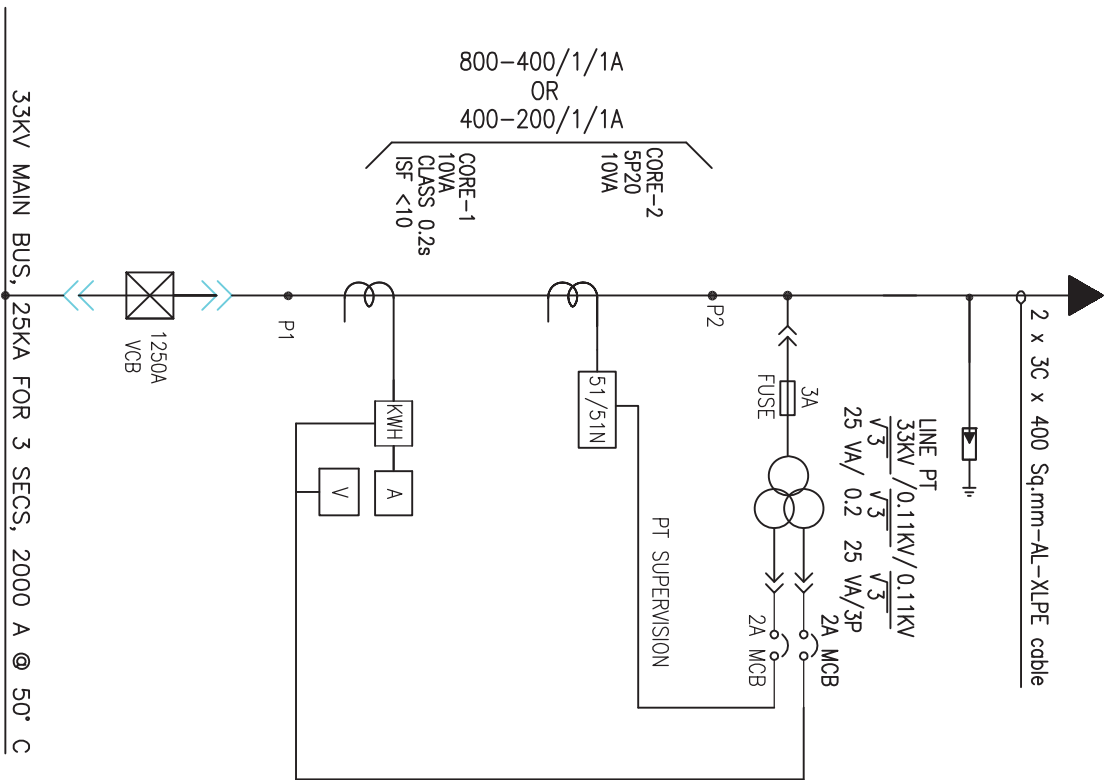 800-400/1/1A
OR
400-200/1/1A
CORE-2
5P20
10VA
CORE-1
10VA
CLASS 0.2s
ISF <10
33KV MAIN BUS, 25KA FOR 3 SECS, 2000 A @ 50° C
1250A
VCB
P1
P2
KWH
A
V
51/51N
PT SUPERVISION
3A
FUSE
LINE PT
33KV/0.11KV/0.11KV
√3 √3 √3
25 VA/ 0.2 25 VA/3P
2A MCB
2A MCB
2 x 3C x 400 Sq.mm-AL-XLPE cable